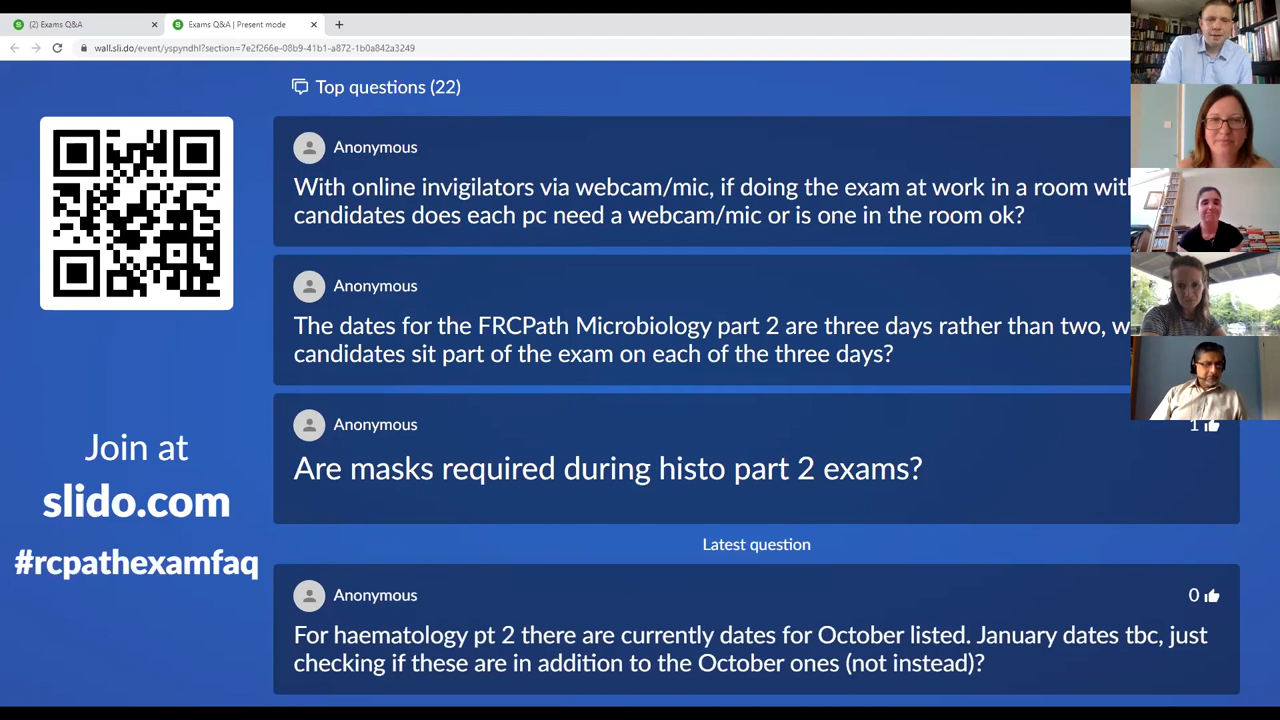 (2) Exams Q&A
Exams Q&A | Present mode
wall.sli.do/event/yspyndhl?section=7e2f266e-08b9-41b1-a872-1b0a842a3249
Top questions (22)
Anonymous
With online invigilators via webcam/mic, if doing the exam at work in a room with
candidates does each pc need a webcam/mic or is one in the room ok?
Anonymous
The dates for the FRCPath Microbiology part 2 are three days rather than two,
candidates sit part of the exam on each of the three days?
Anonymous
1
Are masks required during histo part 2 exams?
Join at
slido.com
#rcpathexamfaq
Latest question
Anonymous
0
For haematology pt 2 there are currently dates for October listed. January dates tbc, just
checking if these are in addition to the October ones (not instead)?